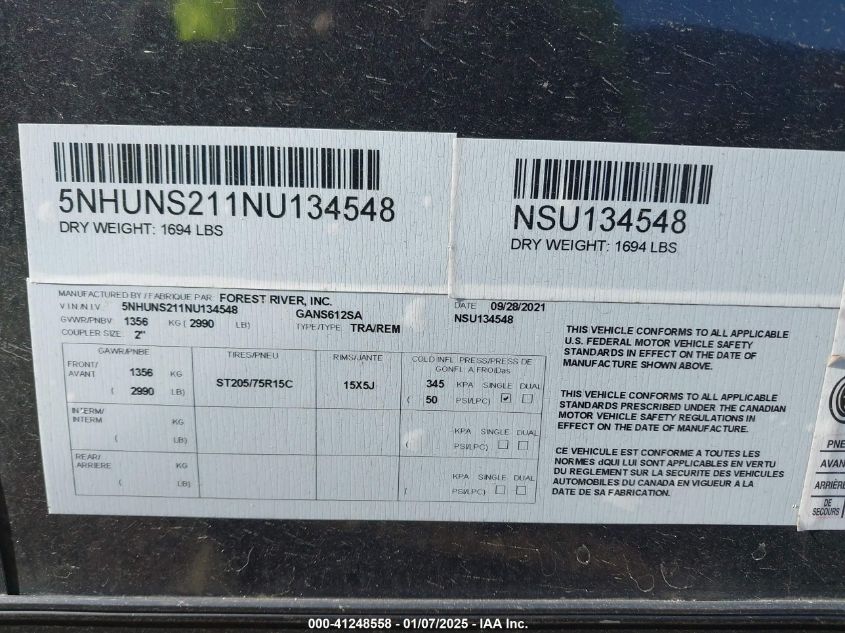 5NHUNS211NU134548
DRY WEIGHT: 1694 LBS
NSU134548
DRY WEIGHT: 1694 LBS
MANUFACTURED BY / FABRIQUE PAR FOREST RIVER, INC.
DATE 09/28/2021
V I N /N I V 5NHUNS211NU134548 GANS612SA NSU134548
GVWR/PNBV 1356 KG ( 2990 LB) TYPE/TYPE TRA/REM
COUPLER SIZE 2"
GAWR/PNBE TIRES/PNEU RIMS/JANTE COLD INFL PRESS/PRESS DE GONFL A FROIDas
FRONT/ AVANT 1356 KG ST205/75R15C 15X5J 345 KPA SINGLE DUAL
( 2990 LB) ( 50 PSI/LPC)
INTERM/ INTERM KG KPA SINGLE DUAL
( LB) ( PSI/LPC)
REAR/ ARRIERE KG KPA SINGLE DUAL
( LB) ( PSI/LPC)
THIS VEHICLE CONFORMS TO ALL APPLICABLE
U.S. FEDERAL MOTOR VEHICLE SAFETY
STANDARDS IN EFFECT ON THE DATE OF
MANUFACTURE SHOWN ABOVE.
THIS VEHICLE CONFORMS TO ALL APPLICABLE
STANDARDS PRESCRIBED UNDER THE CANADIAN
MOTOR VEHICLE SAFETY REGULATIONS IN
EFFECT ON THE DATE OF MANUFACTURE.
CE VEHICULE EST CONFORME A TOUTES LES
NORMES dQUI LUI SONT APPLICABLES EN VERTU
DU REGLEMENT SUR LA SECURITE DES VEHICULES
AUTOMOBILES DU CANADA EN VIGUEUR A LA
DATE DE SA FABRICATION.
PNE
AVAN
ARRIÈRE
DE
SECOURS
000-41248558 - 01/07/2025 - IAA Inc.